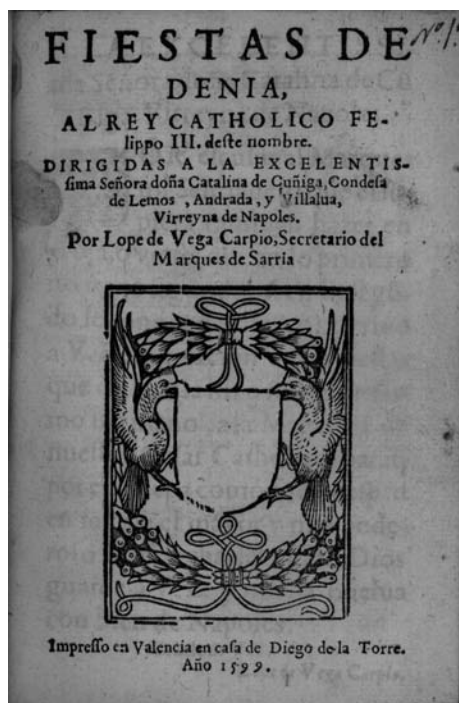 FIESTAS DE
DENIA,
AL REY CATHOLICO FE-
lippo III. deſte nombre.
DIRIGIDAS A LA EXCELENTIS-
ſima Señora doña Catalina de Çuñiga, Condeſa
de Lemos, Andrada, y Villalua,
Virreyna de Napoles.
Por Lope de Vega Carpio, Secretario del
Marques de Sarria
Impreſſo en Valencia en caſa de Diego de la Torre.
Año 1599.